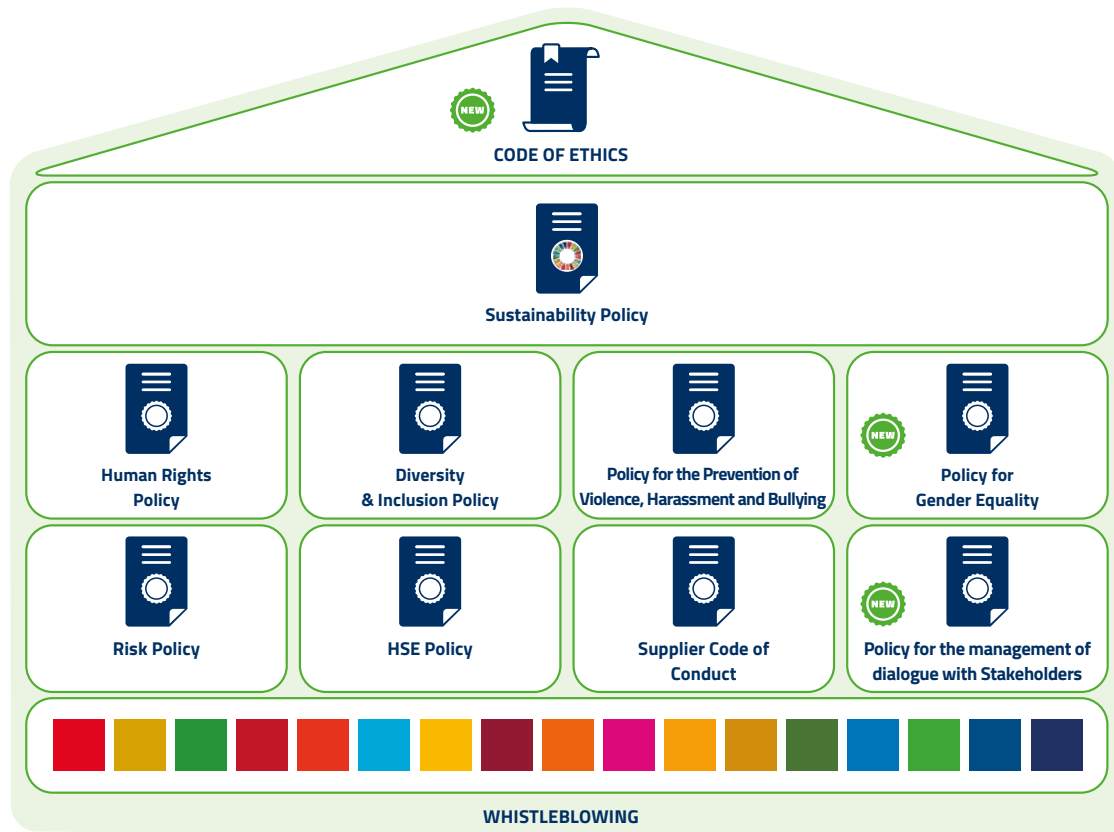 NEW
CODE OF ETHICS
Sustainability Policy
Human Rights
Policy
Diversity
& Inclusion Policy
Policy for the Prevention of
Violence, Harassment and Bullying
NEW
Policy for
Gender Equality
Risk Policy
HSE Policy
Supplier Code of
Conduct
NEW
Policy for the management of
dialogue with Stakeholders
WHISTLEBLOWING